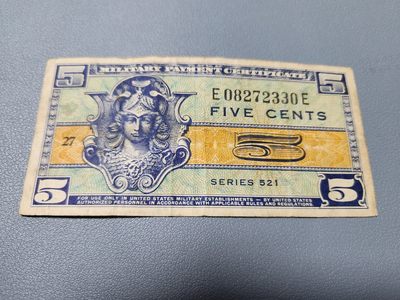 5 MILITARY PAYMENT CERTIFICATE 5
E08272330E
FIVE CENTS
27 5
SERIES 521
5 5
FOR USE ONLY IN UNITED STATES MILITARY ESTABLISHMENTS — BY UNITED STATES
AUTHORIZED PERSONNEL IN ACCORDANCE WITH APPLICABLE RULES AND REGULATIONS.